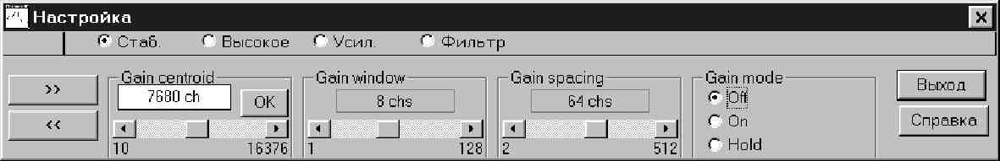 Настройка
Стаб. Высокое Усил. Фильтр
>> Gain centroid Gain window Gain spacing Gain mode Выход
7680 ch OK 8 chs 64 chs Off
<< On Справка
10 16376 1 128 2 512 Hold